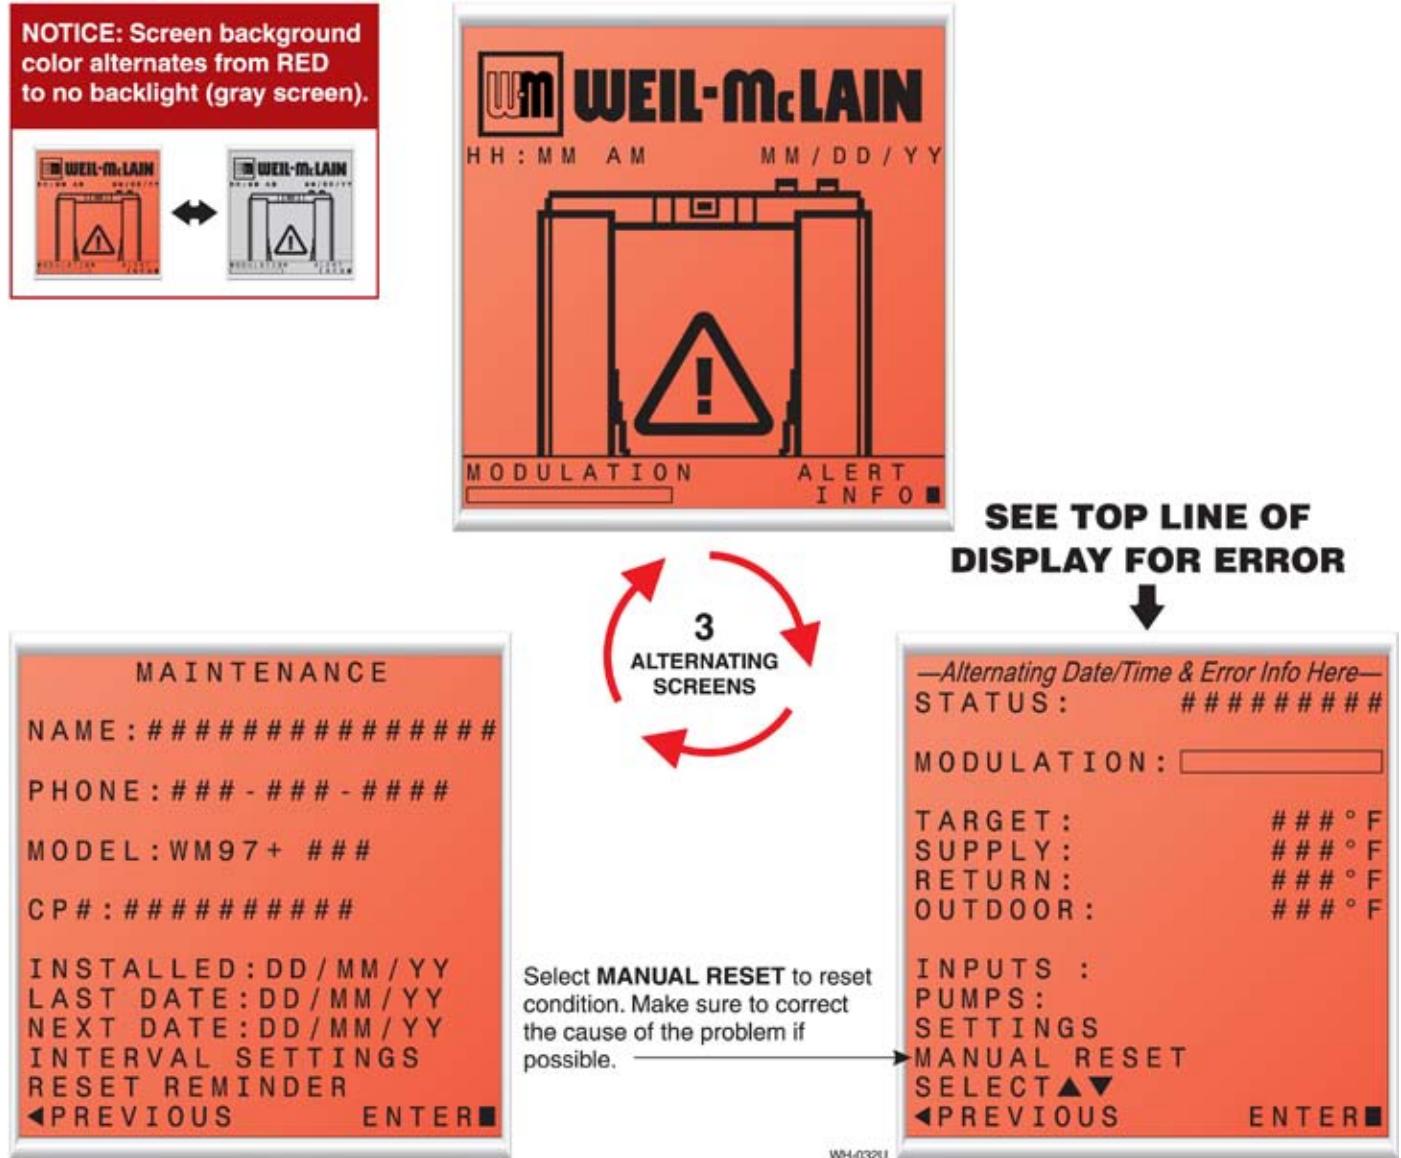 NOTICE: Screen background
color alternates from RED
to no backlight (gray screen).
WEIL-McLAIN
WEIL-McLAIN
WM WEIL-McLAIN
HH:MM AM MM/DD/YY
!
MODULATION ALERT
INFO■
3
ALTERNATING
SCREENS
SEE TOP LINE OF
DISPLAY FOR ERROR
MAINTENANCE
NAME:###############
PHONE:###-###-####
MODEL:WM97+ ###
CP#:##########
INSTALLED:DD/MM/YY
LAST DATE:DD/MM/YY
NEXT DATE:DD/MM/YY
INTERVAL SETTINGS
RESET REMINDER
◀PREVIOUS ENTER■
Select MANUAL RESET to reset
condition. Make sure to correct
the cause of the problem if
possible.
—Alternating Date/Time & Error Info Here—
STATUS: #########
MODULATION:
TARGET: ###°F
SUPPLY: ###°F
RETURN: ###°F
OUTDOOR: ###°F
INPUTS :
PUMPS:
SETTINGS
MANUAL RESET
SELECT▲▼
◀PREVIOUS ENTER■
WH-032U